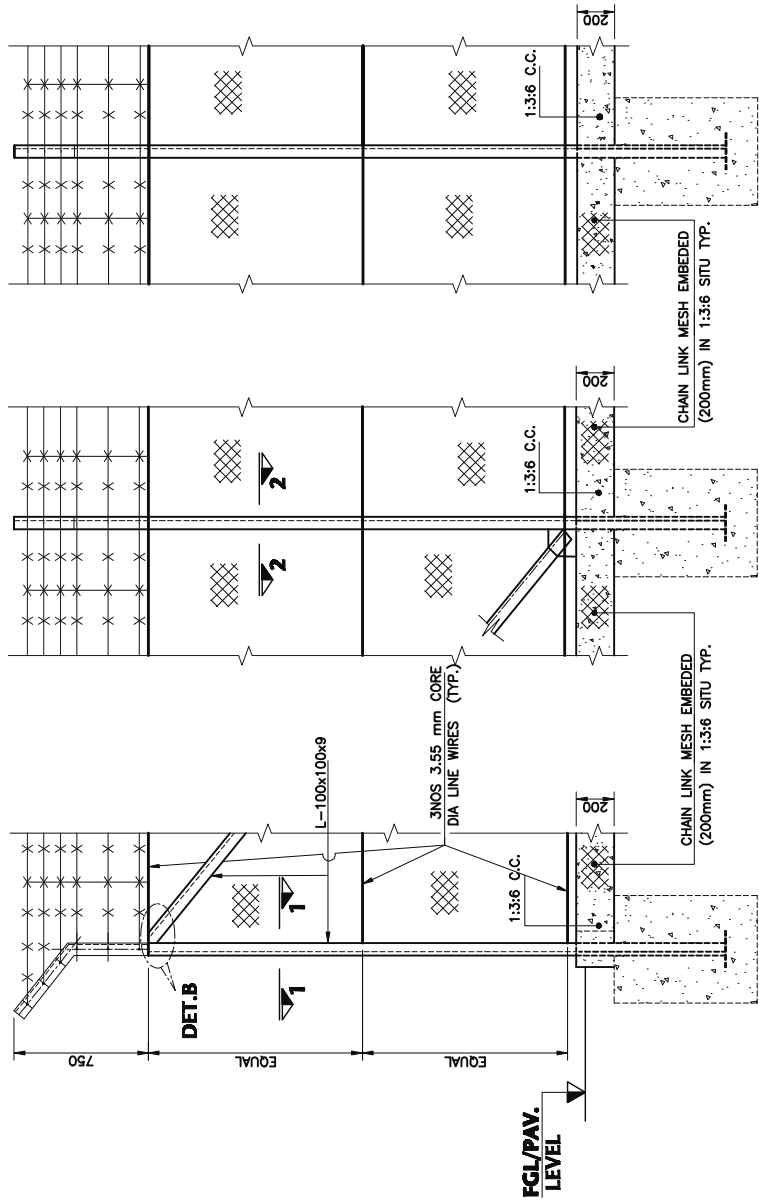 200
1:3:6 C.C.
CHAIN LINK MESH EMBEDED
(200mm) IN 1:3:6 SITU TYP.
2
2
200
1:3:6 C.C.
CHAIN LINK MESH EMBEDED
(200mm) IN 1:3:6 SITU TYP.
3NOS 3.55 mm CORE
DIA LINE WIRES (TYP.)
L-100x100x9
200
1:3:6 C.C.
1
1
DET.B
750
EQUAL
EQUAL
FGL/PAV.
LEVEL